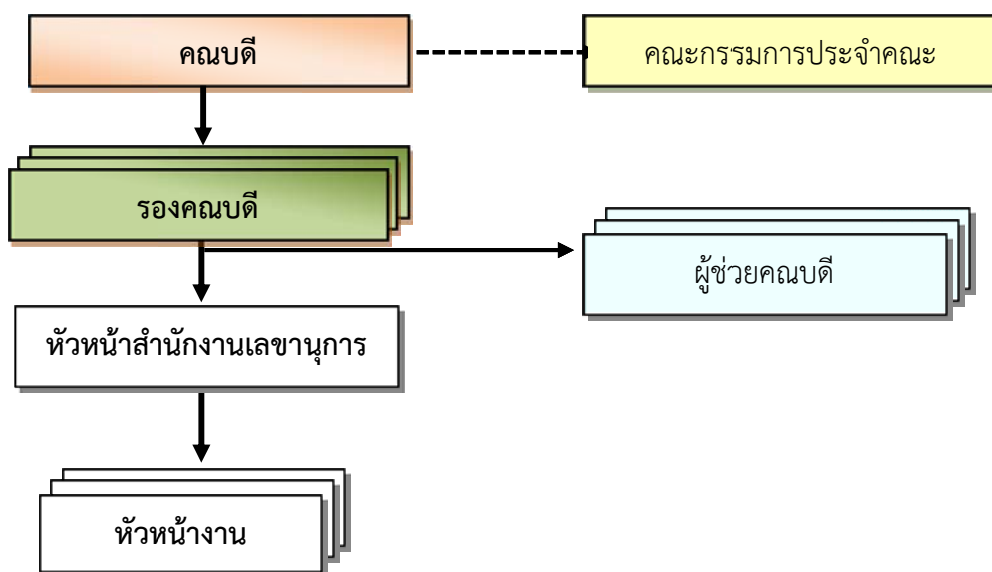 คณบดี
คณะกรรมการประจำคณะ
รองคณบดี
ผู้ช่วยคณบดี
หัวหน้าสำนักงานเลขานุการ
หัวหน้างาน